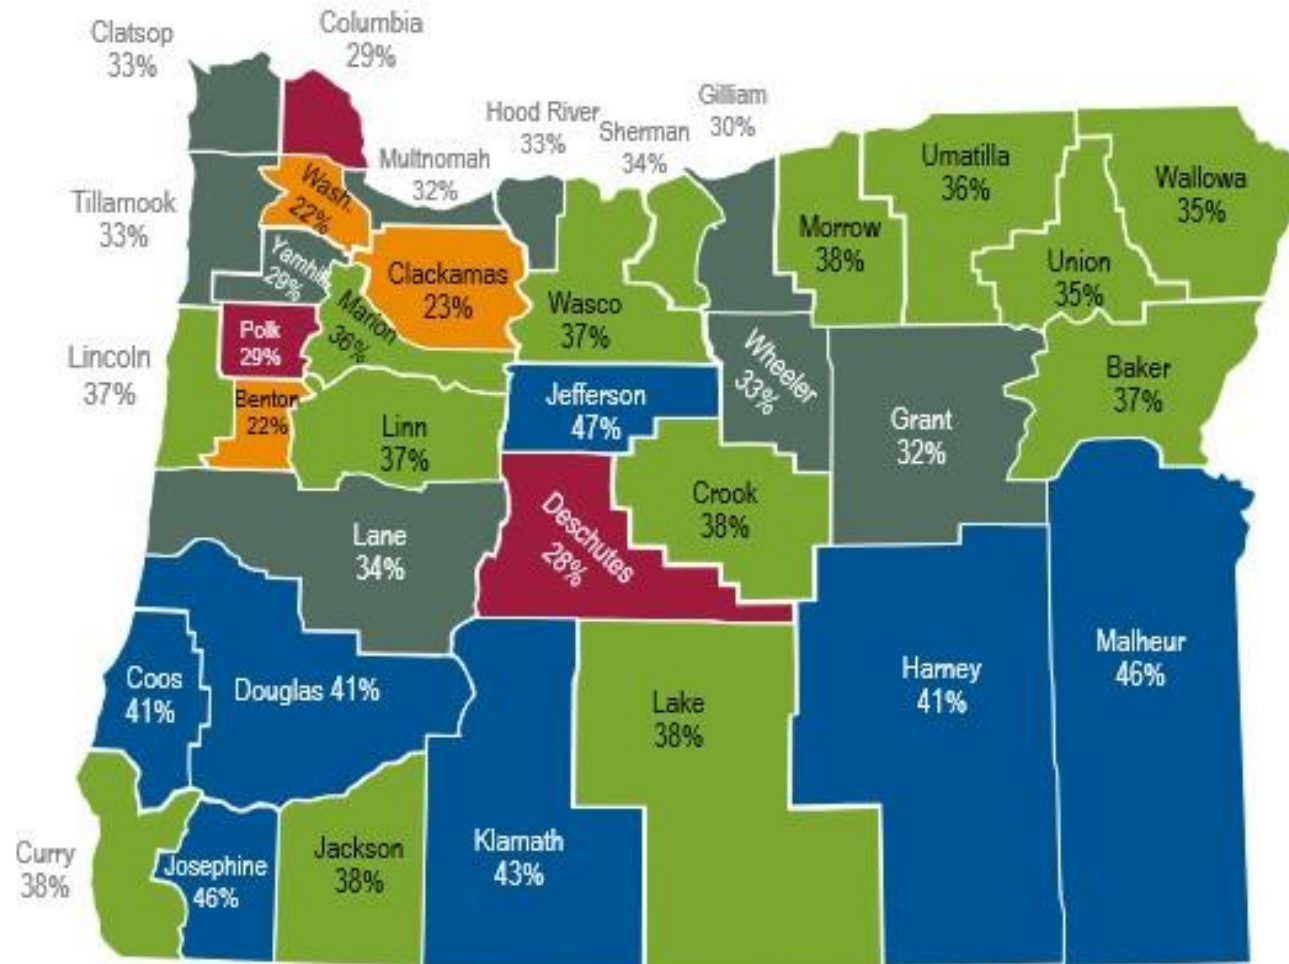 Clatsop
33%
Columbia
29%
Hood River
33%
Sherman
34%
Gilliam
30%
Multnomah
32%
Umatilla
36%
Wallowa
35%
Tillamook
33%
Wash.
22%
Morrow
38%
Union
35%
Yamhill
29%
Clackamas
23%
Marion
36%
Wasco
37%
Polk
29%
Wheeler
33%
Baker
37%
Lincoln
37%
Benton
22%
Jefferson
47%
Grant
32%
Linn
37%
Crook
38%
Lane
34%
Deschutes
28%
Coos
41%
Douglas 41%
Lake
38%
Harney
41%
Malheur
46%
Curry
38%
Josephine
46%
Jackson
38%
Klamath
43%